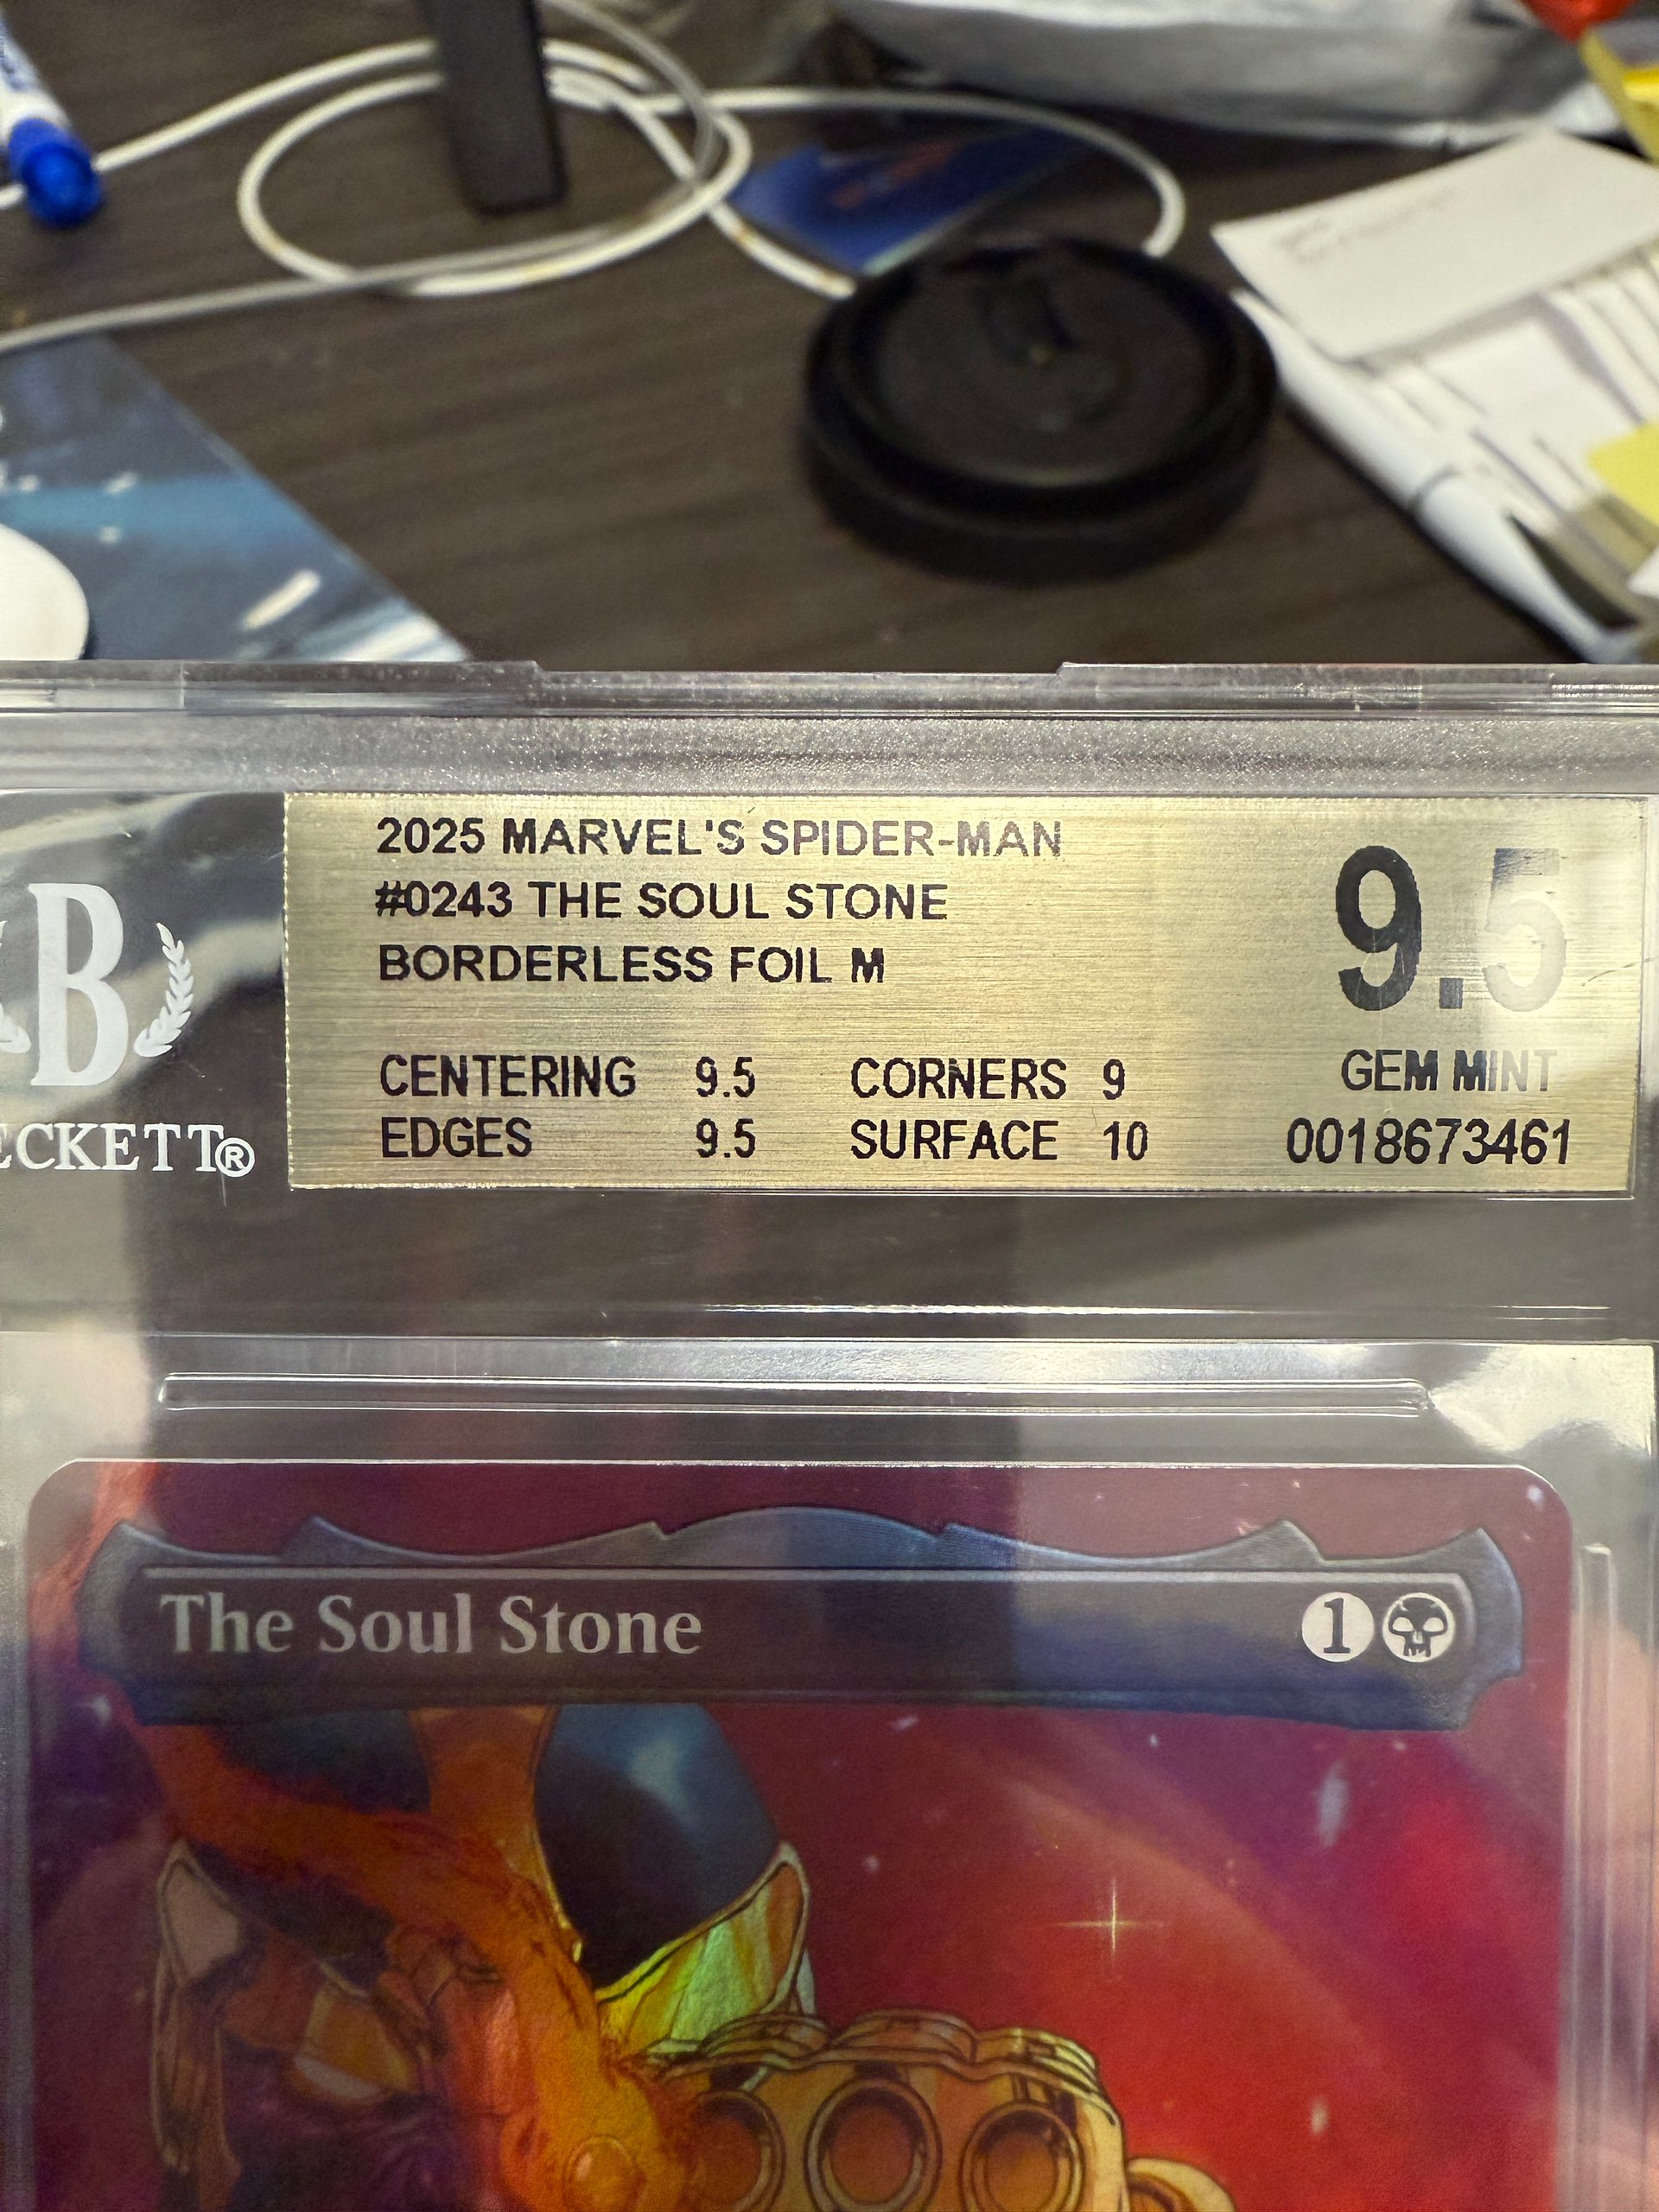 2025 MARVEL'S SPIDER-MAN
#0243 THE SOUL STONE
BORDERLESS FOIL M
9.5
GEM MINT
CENTERING 9.5 CORNERS 9
EDGES 9.5 SURFACE 10
0018673461
B
ECKETT®
The Soul Stone
1